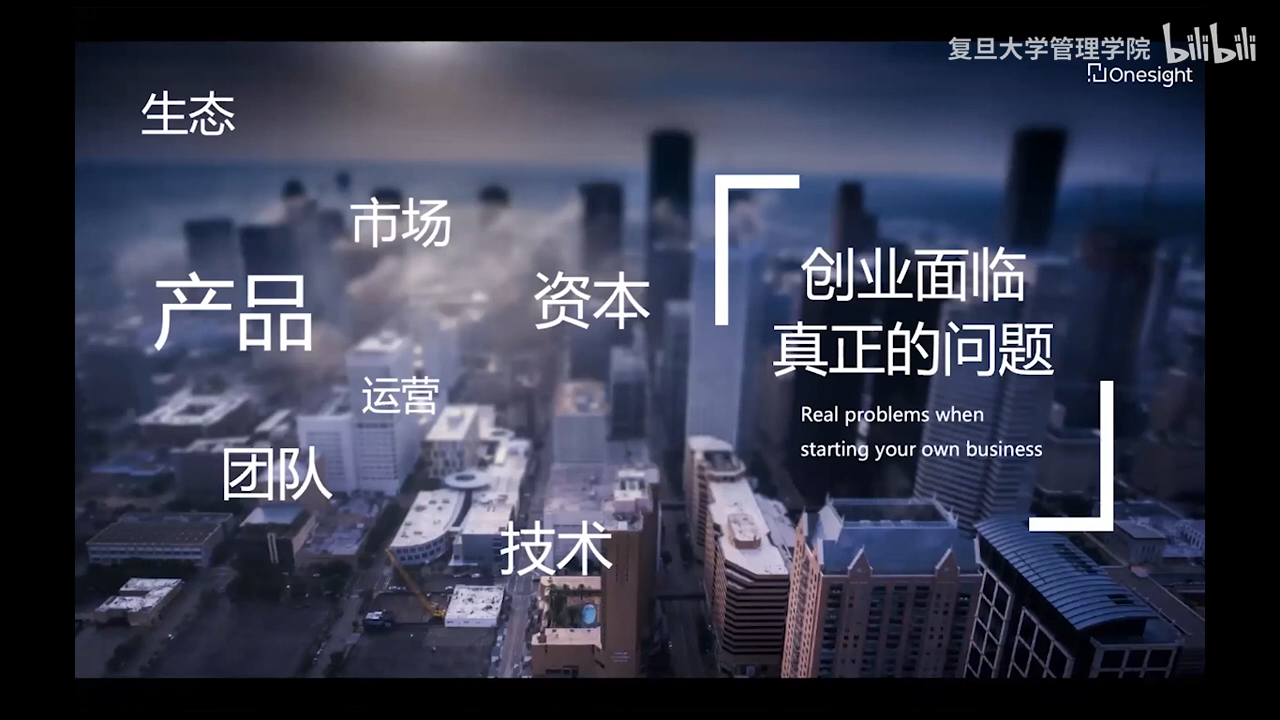 复旦大学管理学院 bilibili
Onesight
生态
市场
产品
资本
运营
团队
技术
创业面临
真正的问题
Real problems when
starting your own business